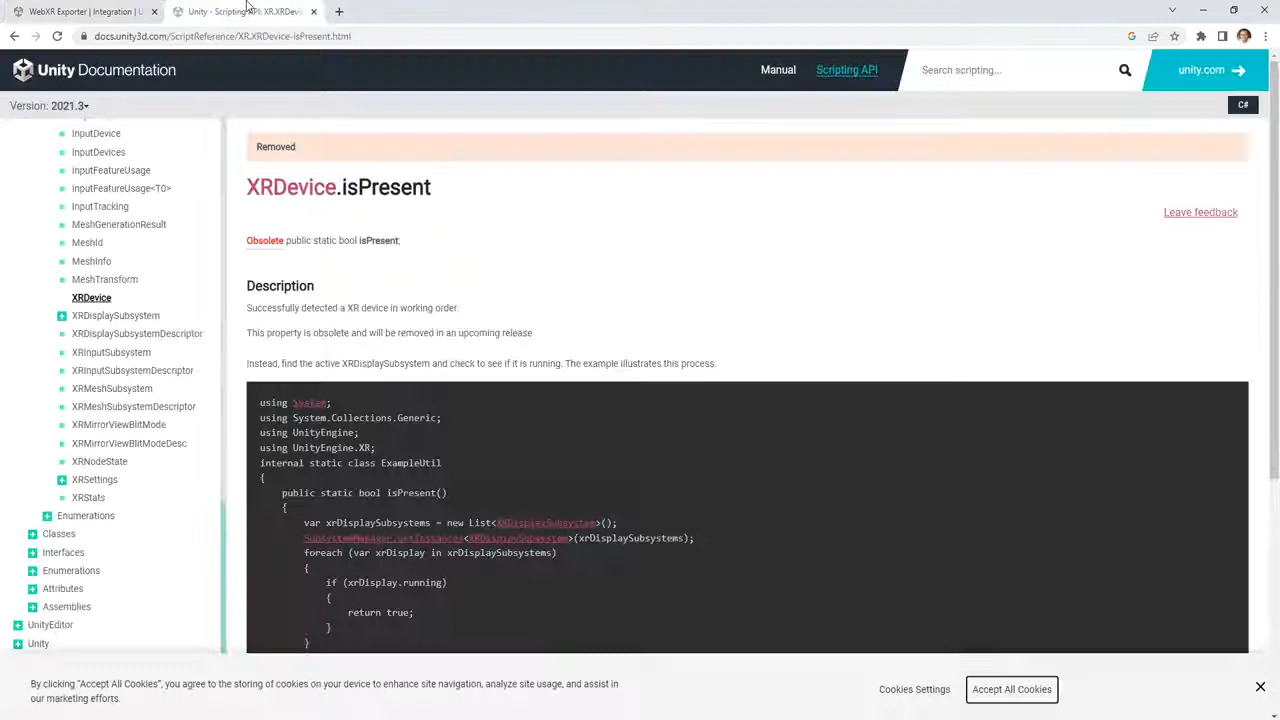 WebXR Exporter | Integration | U
Unity - Scripting API: XR.XRDevic
docs.unity3d.com/ScriptReference/XR.XRDevice-isPresent.html
Unity Documentation
Manual
Scripting API
Search scripting...
unity.com
Version: 2021.3
C#
InputDevice
InputDevices
InputFeatureUsage
InputFeatureUsage<T0>
InputTracking
MeshGenerationResult
MeshId
MeshInfo
MeshTransform
XRDevice
XRDisplaySubsystem
XRDisplaySubsystemDescriptor
XRInputSubsystem
XRInputSubsystemDescriptor
XRMeshSubsystem
XRMeshSubsystemDescriptor
XRMirrorViewBlitMode
XRMirrorViewBlitModeDesc
XRNodeState
XRSettings
XRStats
Enumerations
Classes
Interfaces
Enumerations
Attributes
Assemblies
UnityEditor
Unity
Removed
XRDevice.isPresent
Leave feedback
Obsolete public static bool isPresent;
Description
Successfully detected a XR device in working order.
This property is obsolete and will be removed in an upcoming release
Instead, find the active XRDisplaySubsystem and check to see if it is running. The example illustrates this process.
using System;
using System.Collections.Generic;
using UnityEngine;
using UnityEngine.XR;
internal static class ExampleUtil
{
public static bool isPresent()
{
var xrDisplaySubsystems = new List<XRDisplaySubsystem>();
SubsystemManager.GetInstances<XRDisplaySubsystem>(xrDisplaySubsystems);
foreach (var xrDisplay in xrDisplaySubsystems)
{
if (xrDisplay.running)
{
return true;
}
}
By clicking "Accept All Cookies", you agree to the storing of cookies on your device to enhance site navigation, analyze site usage, and assist in
our marketing efforts.
Cookies Settings
Accept All Cookies